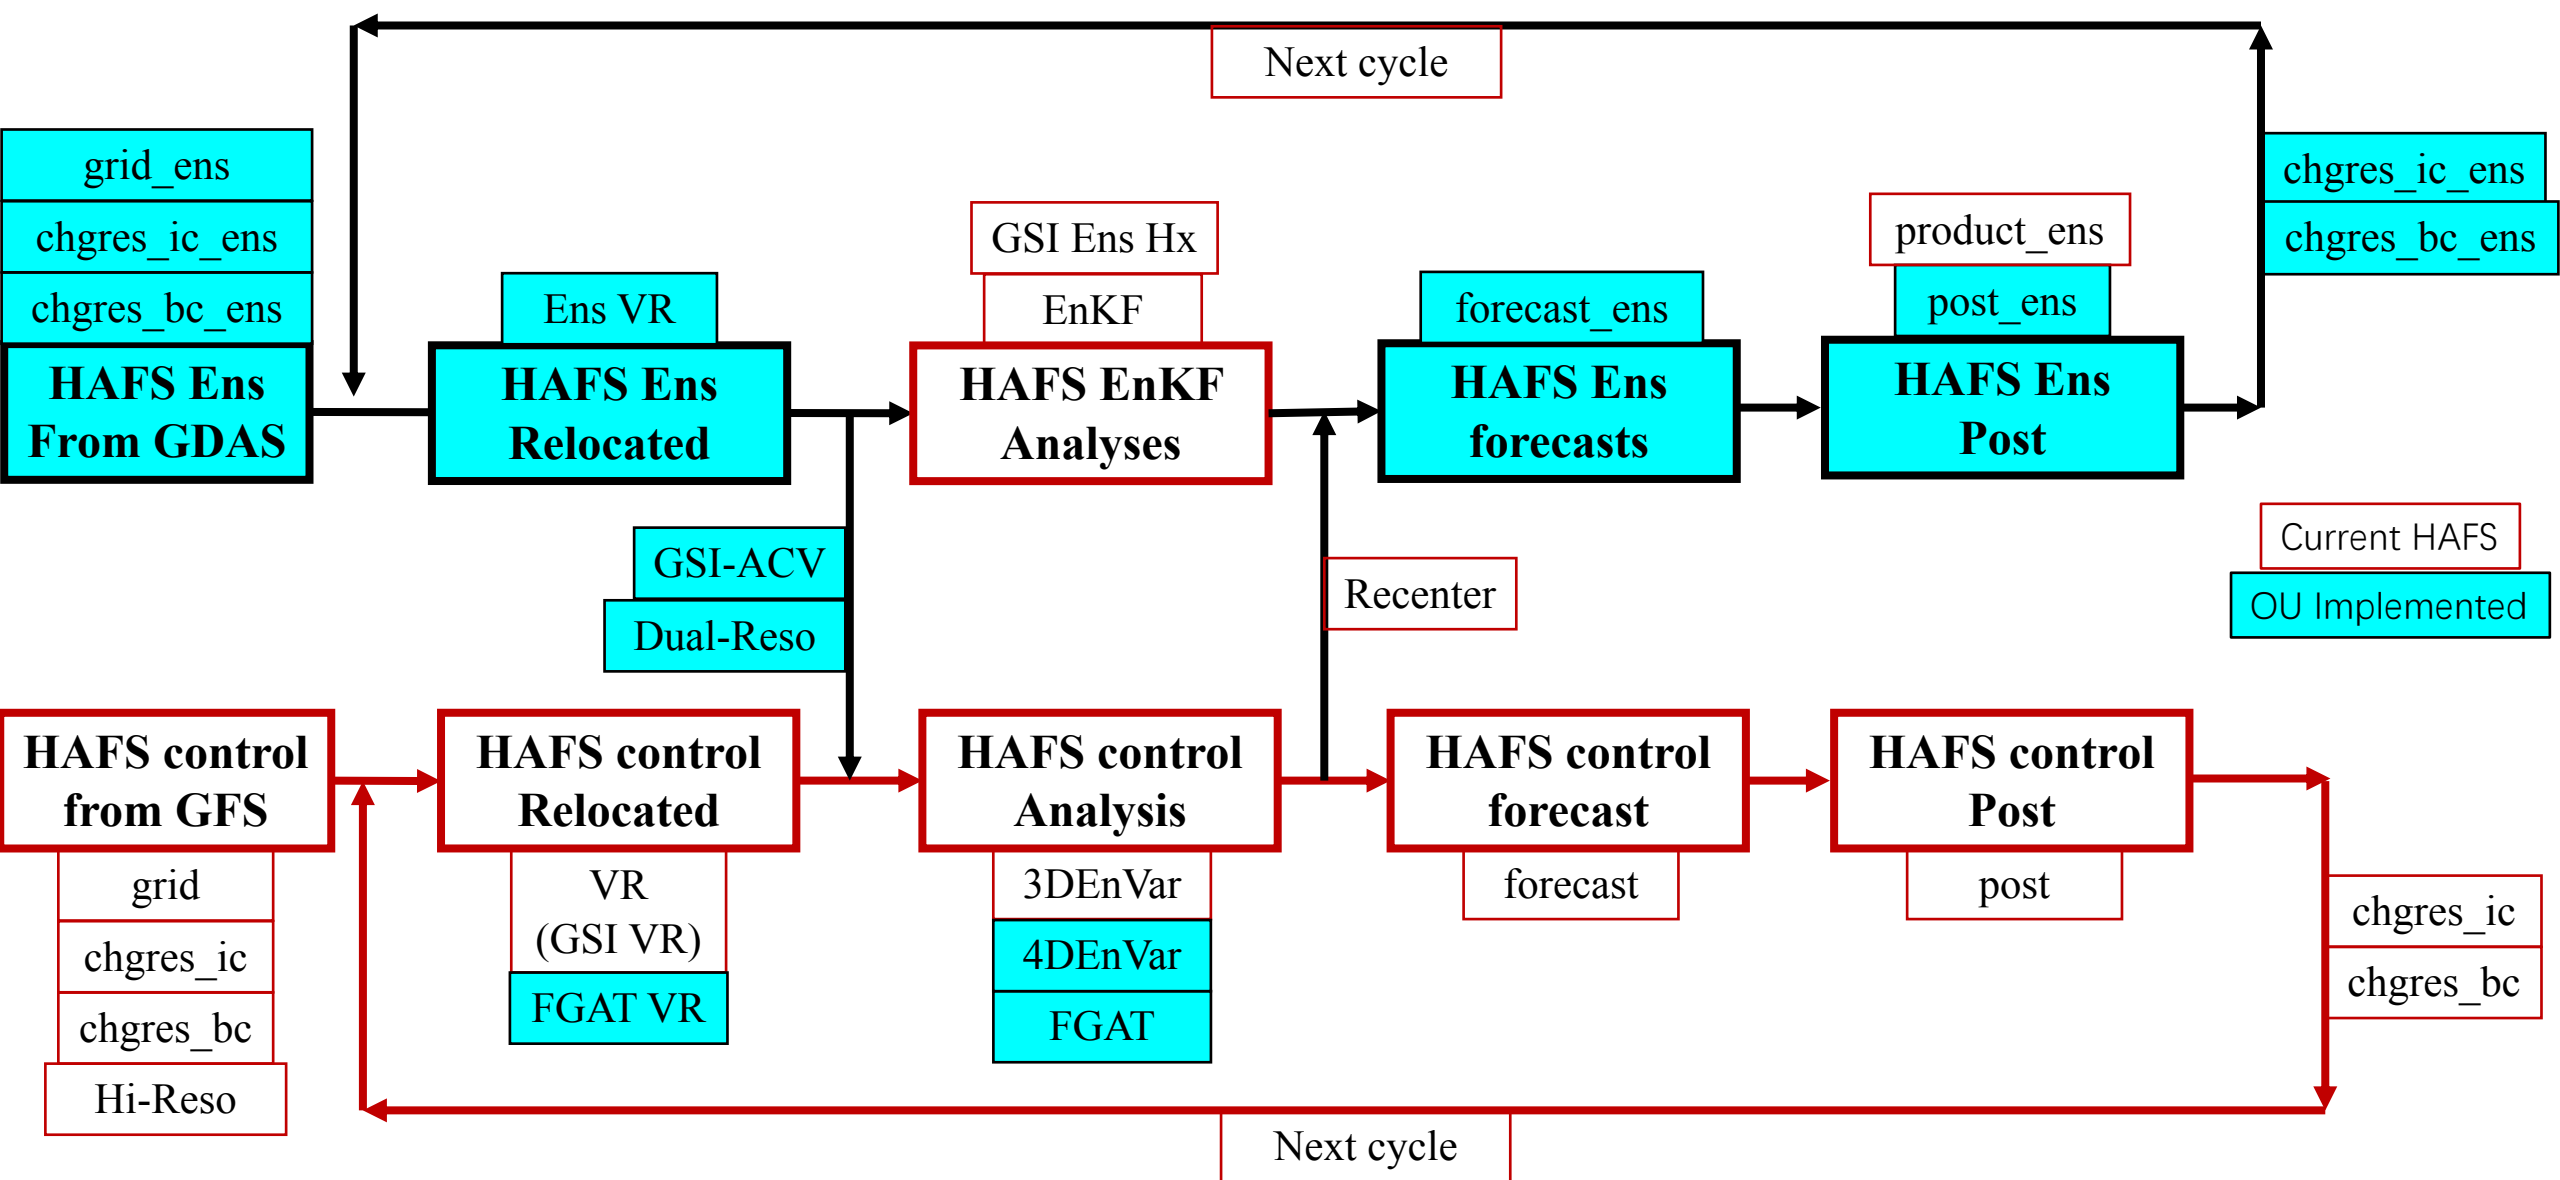 Next cycle
grid_ens
chgres_ic_ens
chgres_bc_ens
HAFS Ens
From GDAS
Ens VR
HAFS Ens
Relocated
GSI Ens Hx
EnKF
HAFS EnKF
Analyses
forecast_ens
HAFS Ens
forecasts
product_ens
post_ens
HAFS Ens
Post
chgres_ic_ens
chgres_bc_ens
GSI-ACV
Dual-Reso
Recenter
Current HAFS
OU Implemented
HAFS control
from GFS
grid
chgres_ic
chgres_bc
Hi-Reso
HAFS control
Relocated
VR
(GSI VR)
FGAT VR
HAFS control
Analysis
3DEnVar
4DEnVar
FGAT
HAFS control
forecast
forecast
HAFS control
Post
post
chgres_ic
chgres_bc
Next cycle